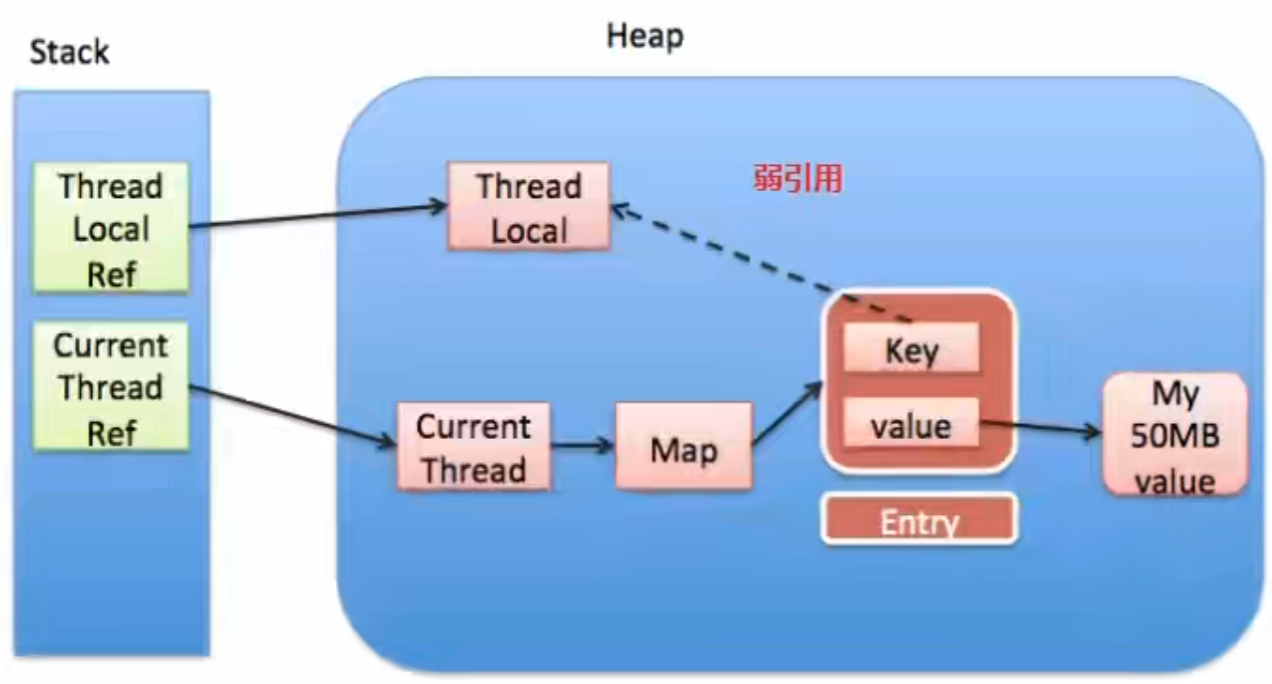 Stack
Heap
Thread
Local
Ref
Thread
Local
弱引用
Current
Thread
Ref
Current
Thread
Map
Key
value
My
50MB
value
Entry